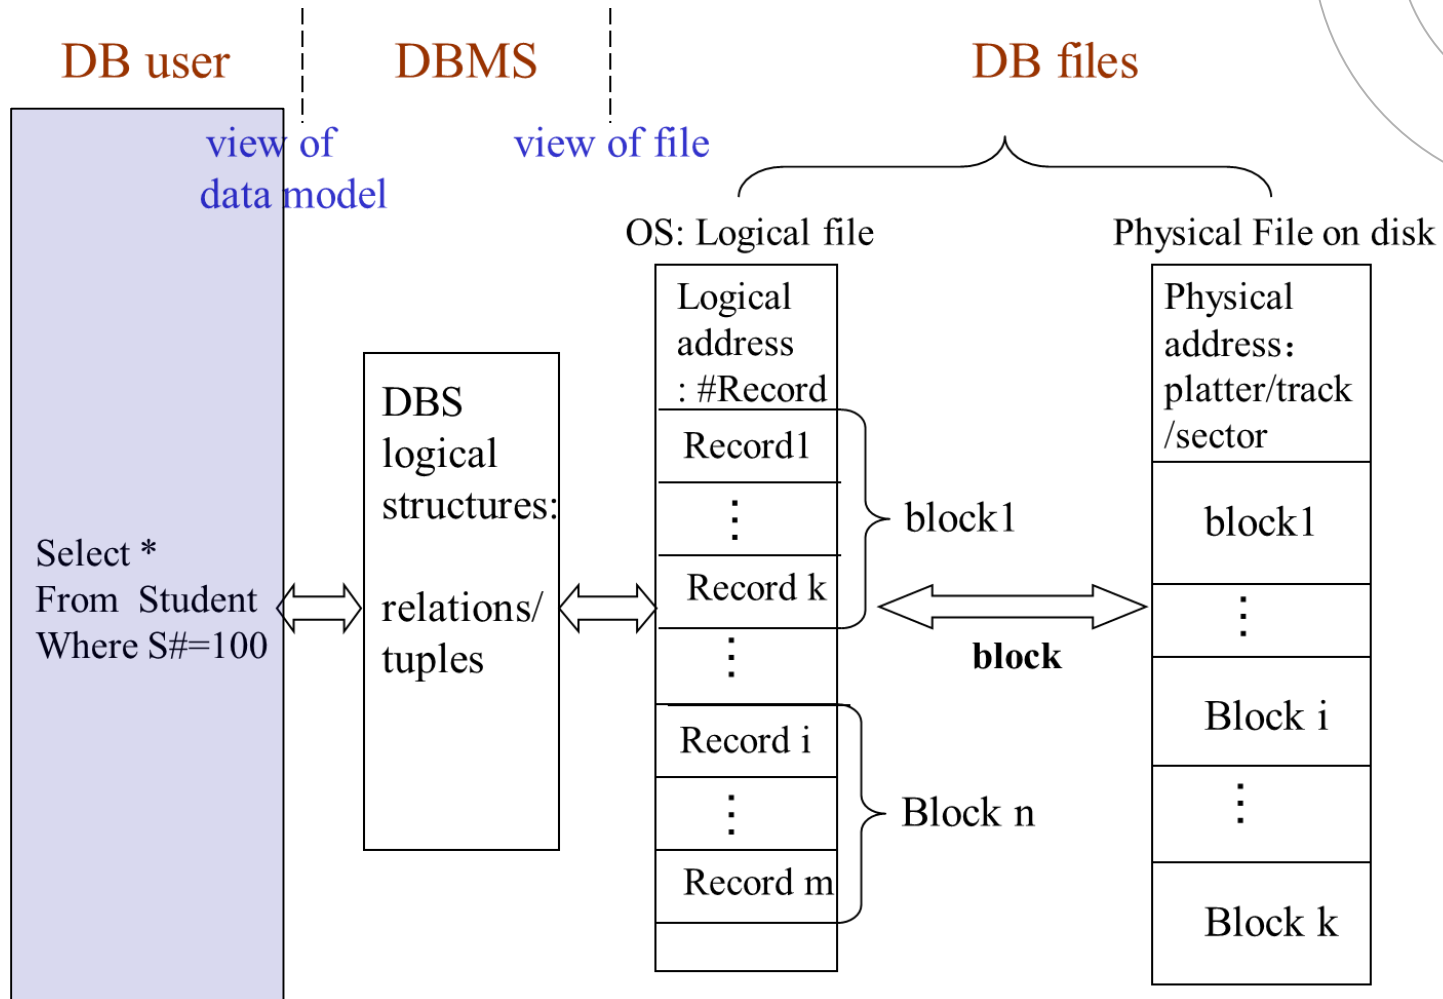 DB user
DBMS
DB files
view of
data model
view of file
OS: Logical file
Physical File on disk
Select *
From Student
Where S#=100
DBS
logical
structures:
relations/
tuples
Logical
address
: #Record
Record1
⋮
Record k
⋮
Record i
⋮
Record m
block1
Block n
block
Physical
address：
platter/track
/sector
block1
⋮
Block i
⋮
Block k